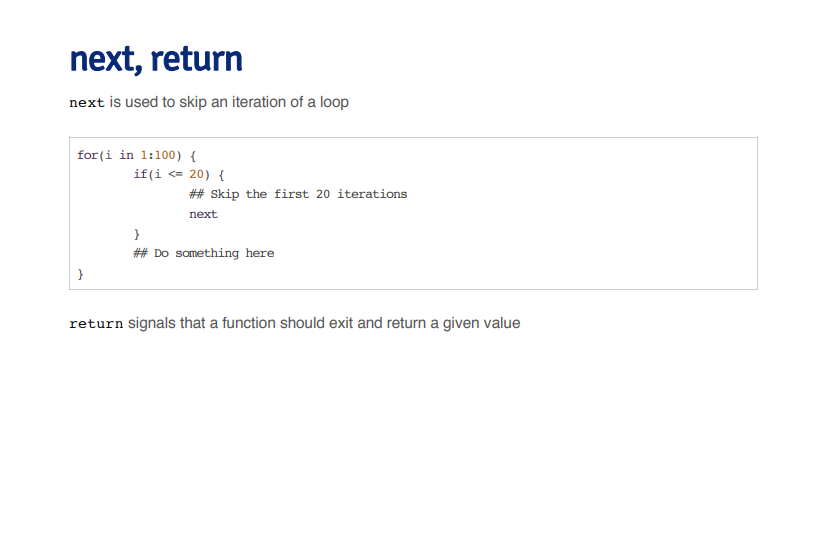 next, return
next is used to skip an iteration of a loop
for(i in 1:100) {
        if(i <= 20) {
                ## Skip the first 20 iterations
                next
        }
        ## Do something here
}
return signals that a function should exit and return a given value